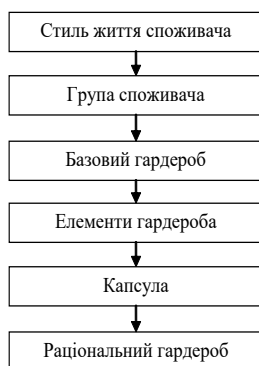 Стиль життя споживача
Група споживача
Базовий гардероб
Елементи гардероба
Капсула
Раціональний гардероб